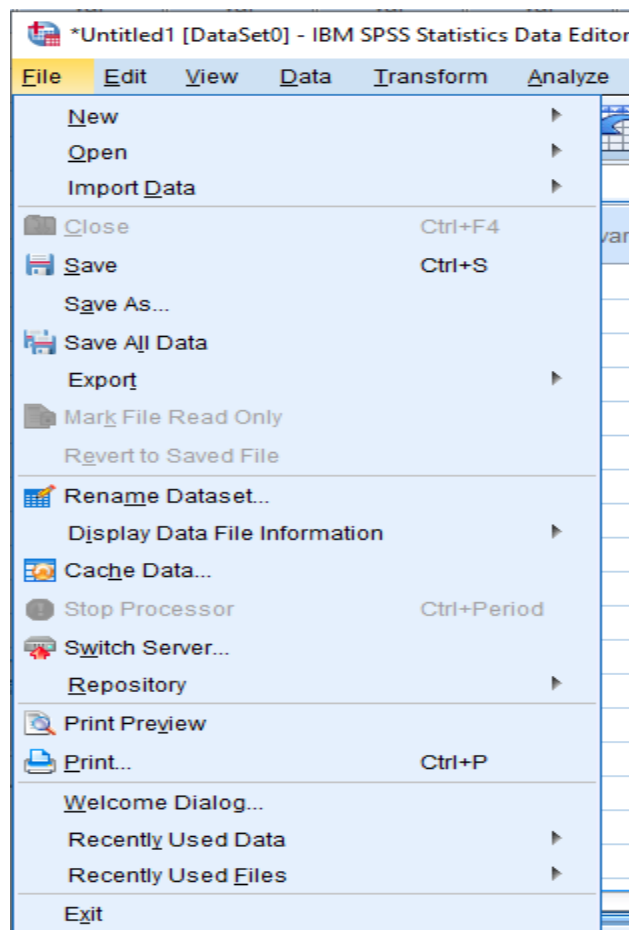 *Untitled1 [DataSet0] - IBM SPSS Statistics Data Editor
File Edit View Data Transform Analyze
New
Open
Import Data
Close Ctrl+F4
Save Ctrl+S
Save As...
Save All Data
Export
Mark File Read Only
Revert to Saved File
Rename Dataset...
Display Data File Information
Cache Data...
Stop Processor Ctrl+Period
Switch Server...
Repository
Print Preview
Print... Ctrl+P
Welcome Dialog...
Recently Used Data
Recently Used Files
Exit